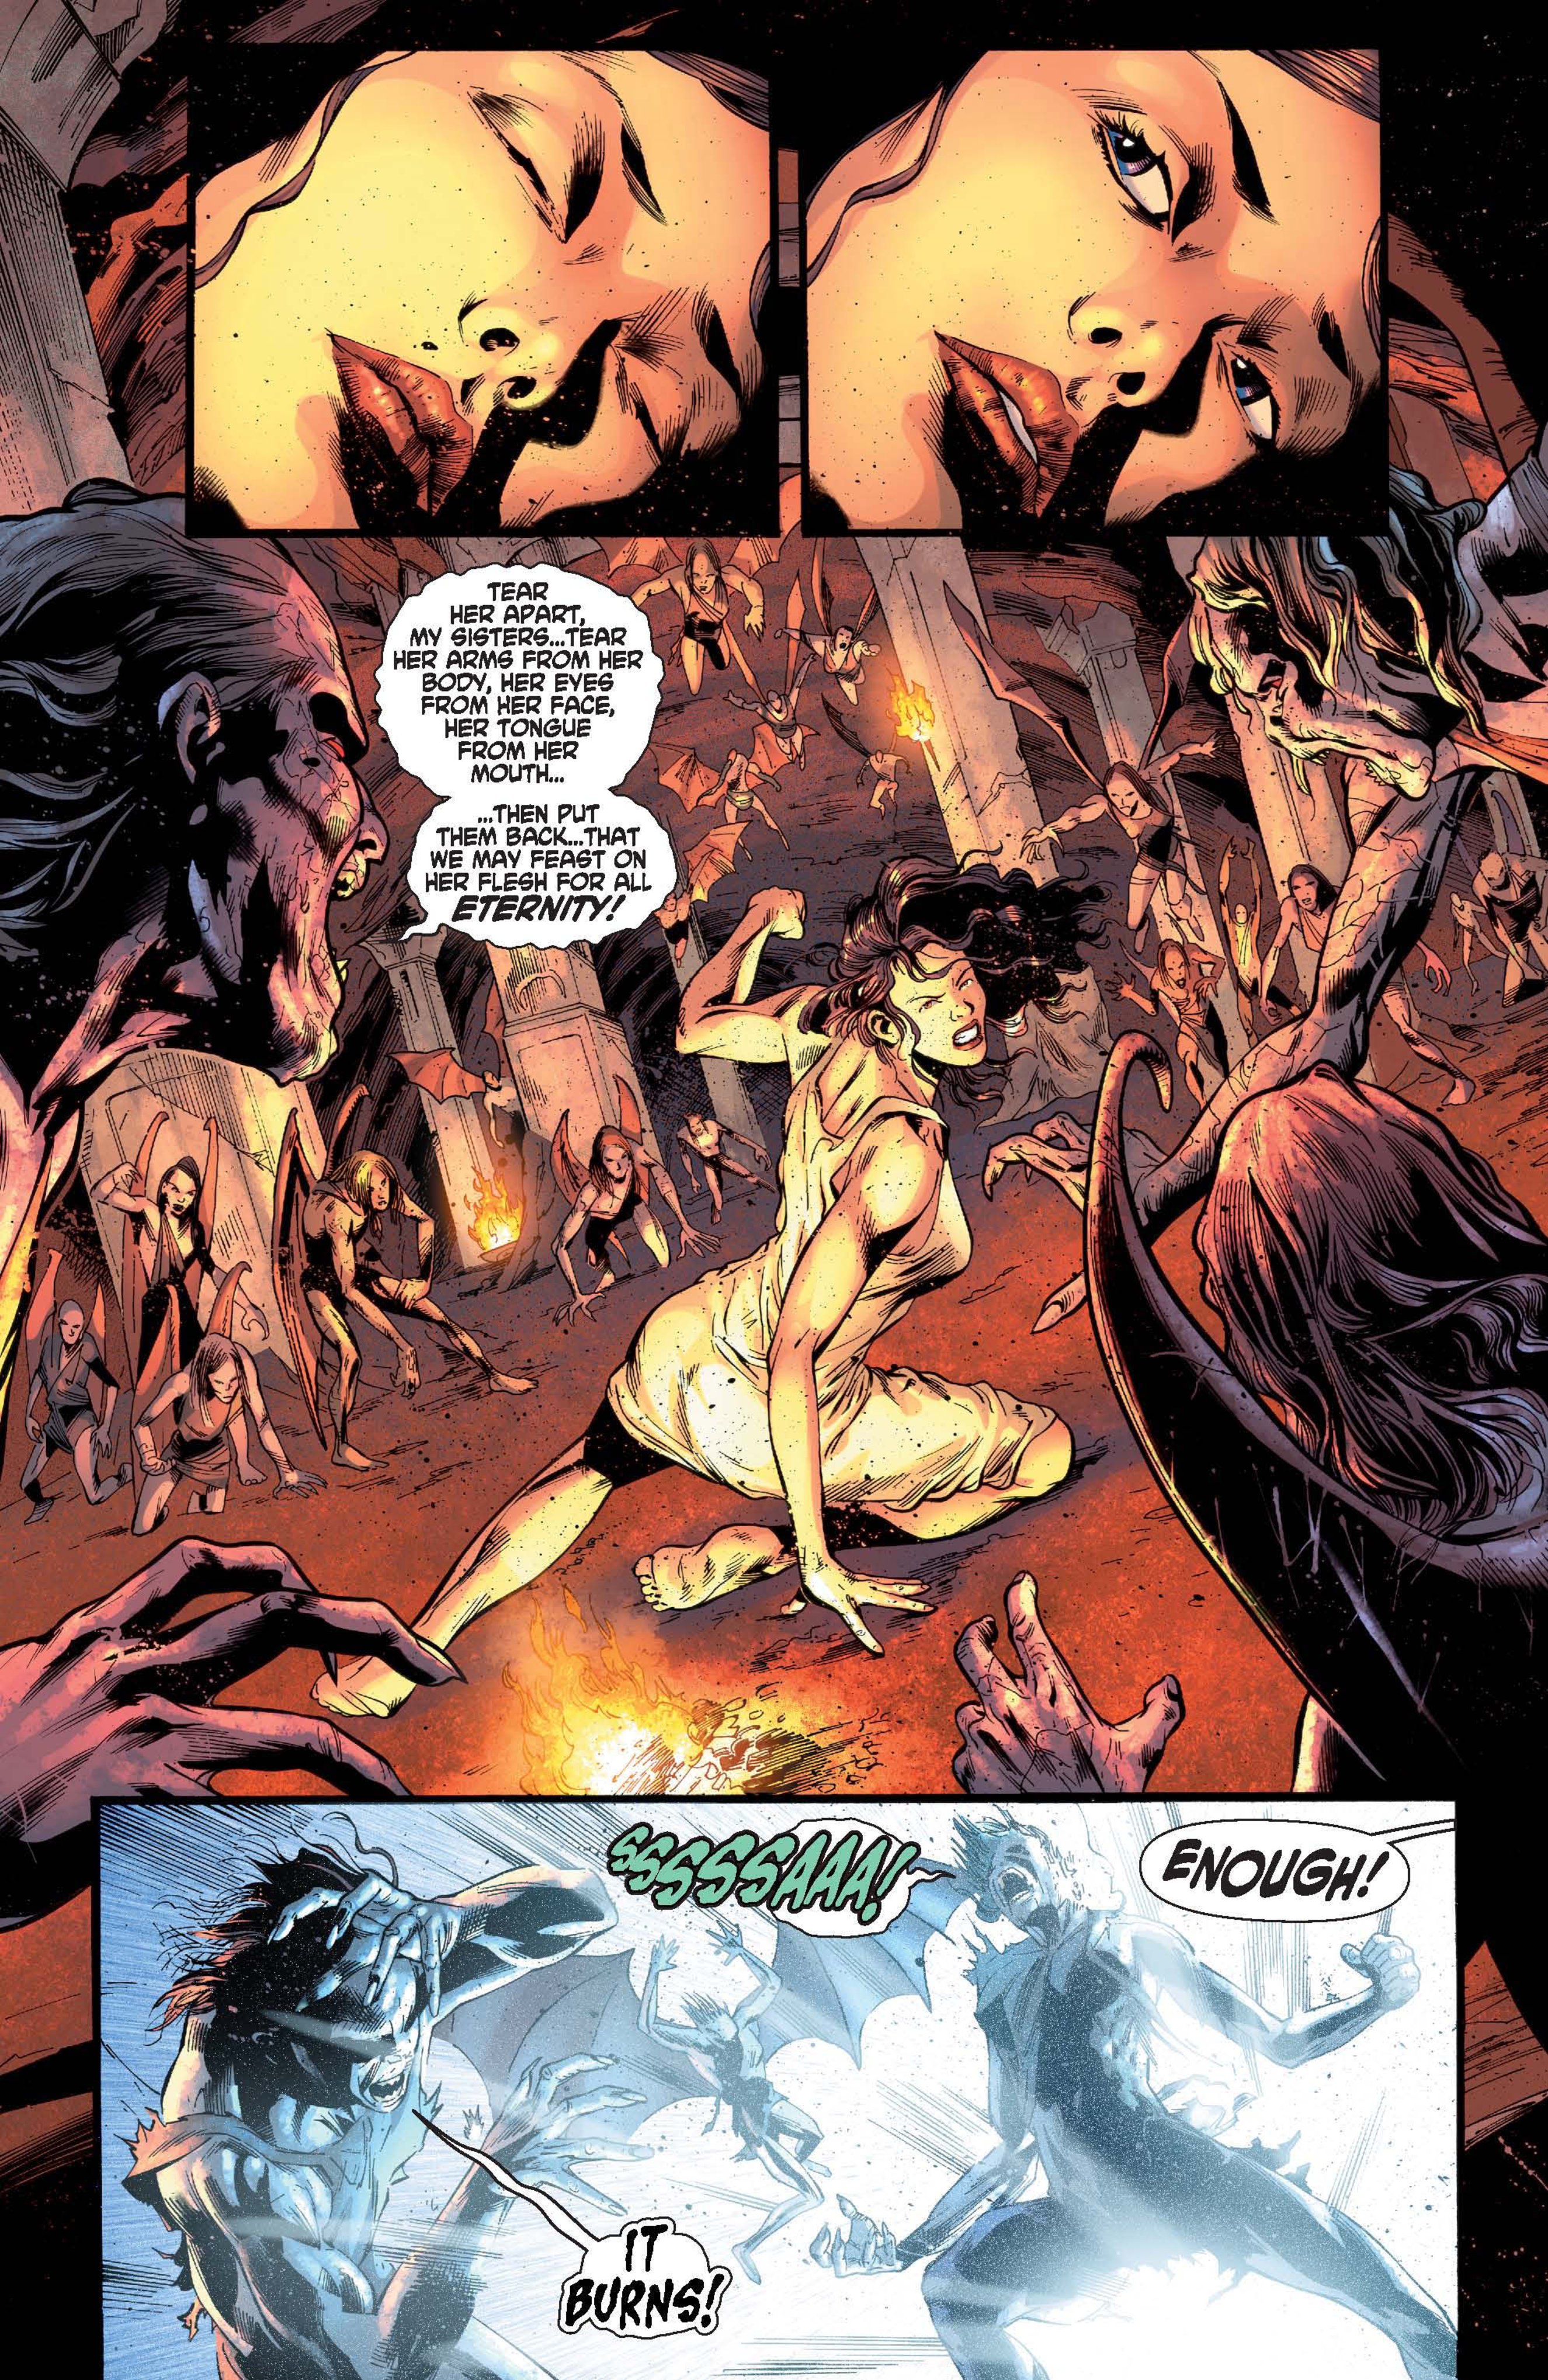 TEAR
HER APART,
MY SISTERS...TEAR
HER ARMS FROM HER
BODY, HER EYES
FROM HER FACE,
HER TONGUE
FROM HER
MOUTH...
...THEN PUT
THEM BACK...THAT
WE MAY FEAST ON
HER FLESH FOR ALL
ETERNITY!
SSSSSAAA!
ENOUGH!
IT
BURNS!